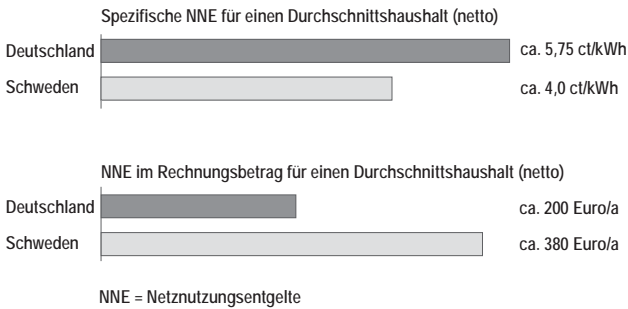 Spezifische NNE für einen Durchschnittshaushalt (netto)
Deutschland ca. 5,75 ct/kWh
Schweden ca. 4,0 ct/kWh
NNE im Rechnungsbetrag für einen Durchschnittshaushalt (netto)
Deutschland ca. 200 Euro/a
Schweden ca. 380 Euro/a
NNE = Netznutzungsentgelte